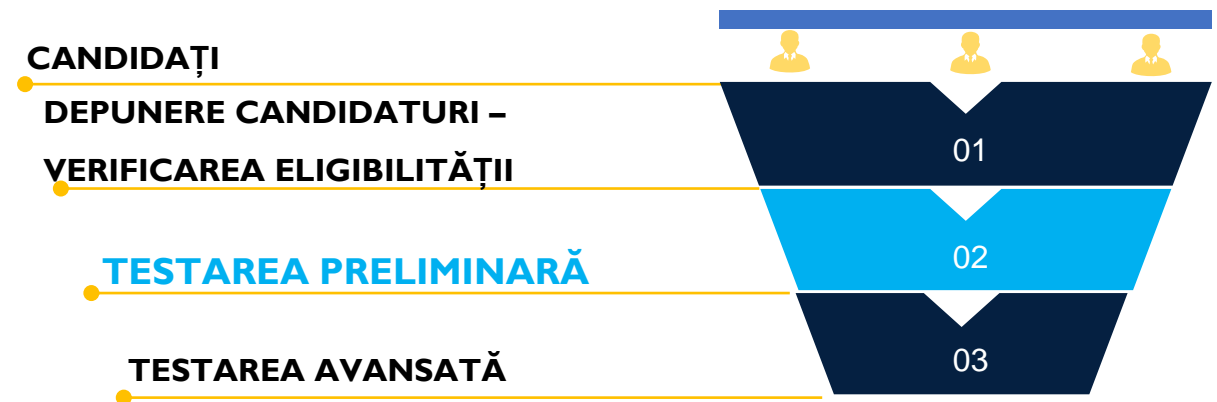 CANDIDAȚI
DEPUNERE CANDIDATURI –
VERIFICAREA ELIGIBILITĂȚII
01
TESTAREA PRELIMINARĂ
02
TESTAREA AVANSATĂ
03